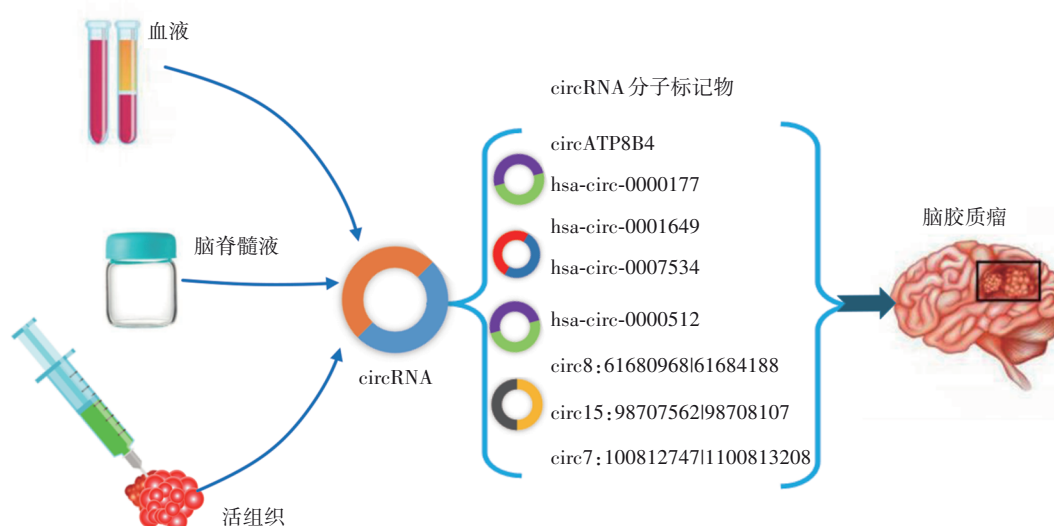 血液
脑脊髓液
活组织
circRNA
circRNA分子标记物
circATP8B4
hsa-circ-0000177
hsa-circ-0001649
hsa-circ-0007534
hsa-circ-0000512
circ8:61680968|61684188
circ15:98707562|98708107
circ7:100812747|1100813208
脑胶质瘤